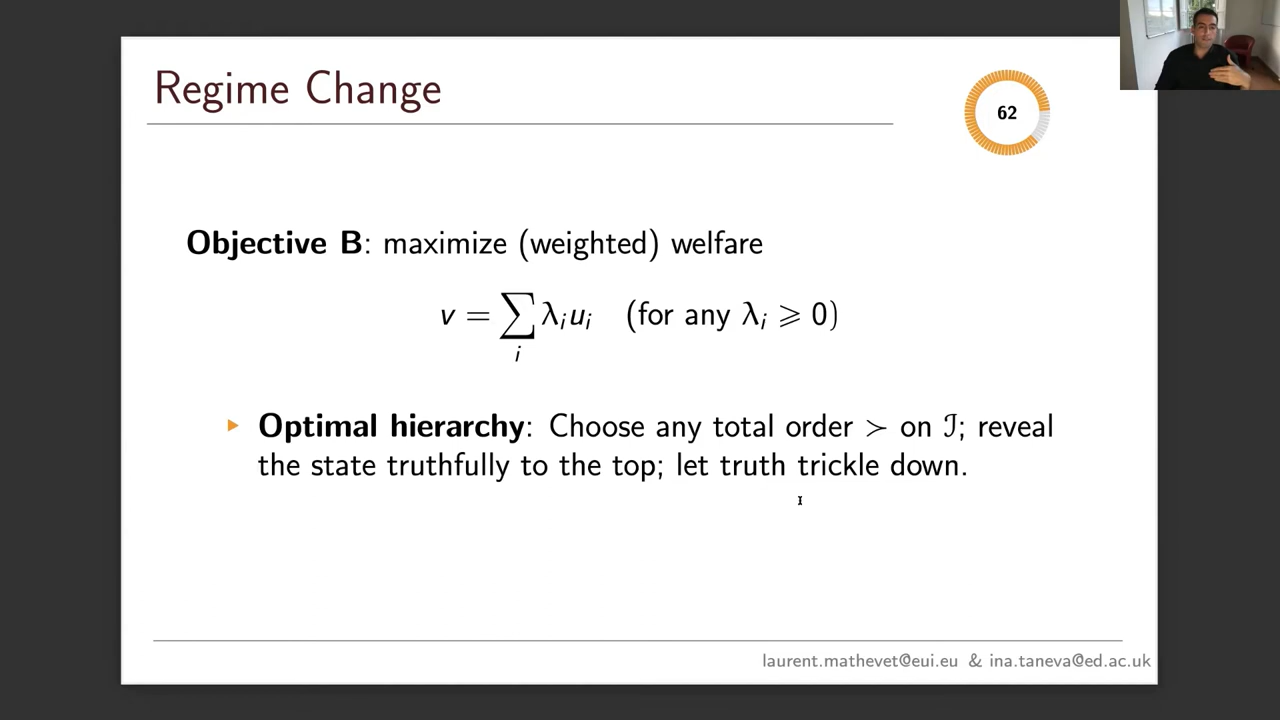 Regime Change
62
Objective B: maximize (weighted) welfare
v = ∑ᵢ λᵢuᵢ (for any λᵢ ⩾ 0)
▸ Optimal hierarchy: Choose any total order ≻ on ℐ; reveal
the state truthfully to the top; let truth trickle down.
laurent.mathevet@eui.eu & ina.taneva@ed.ac.uk